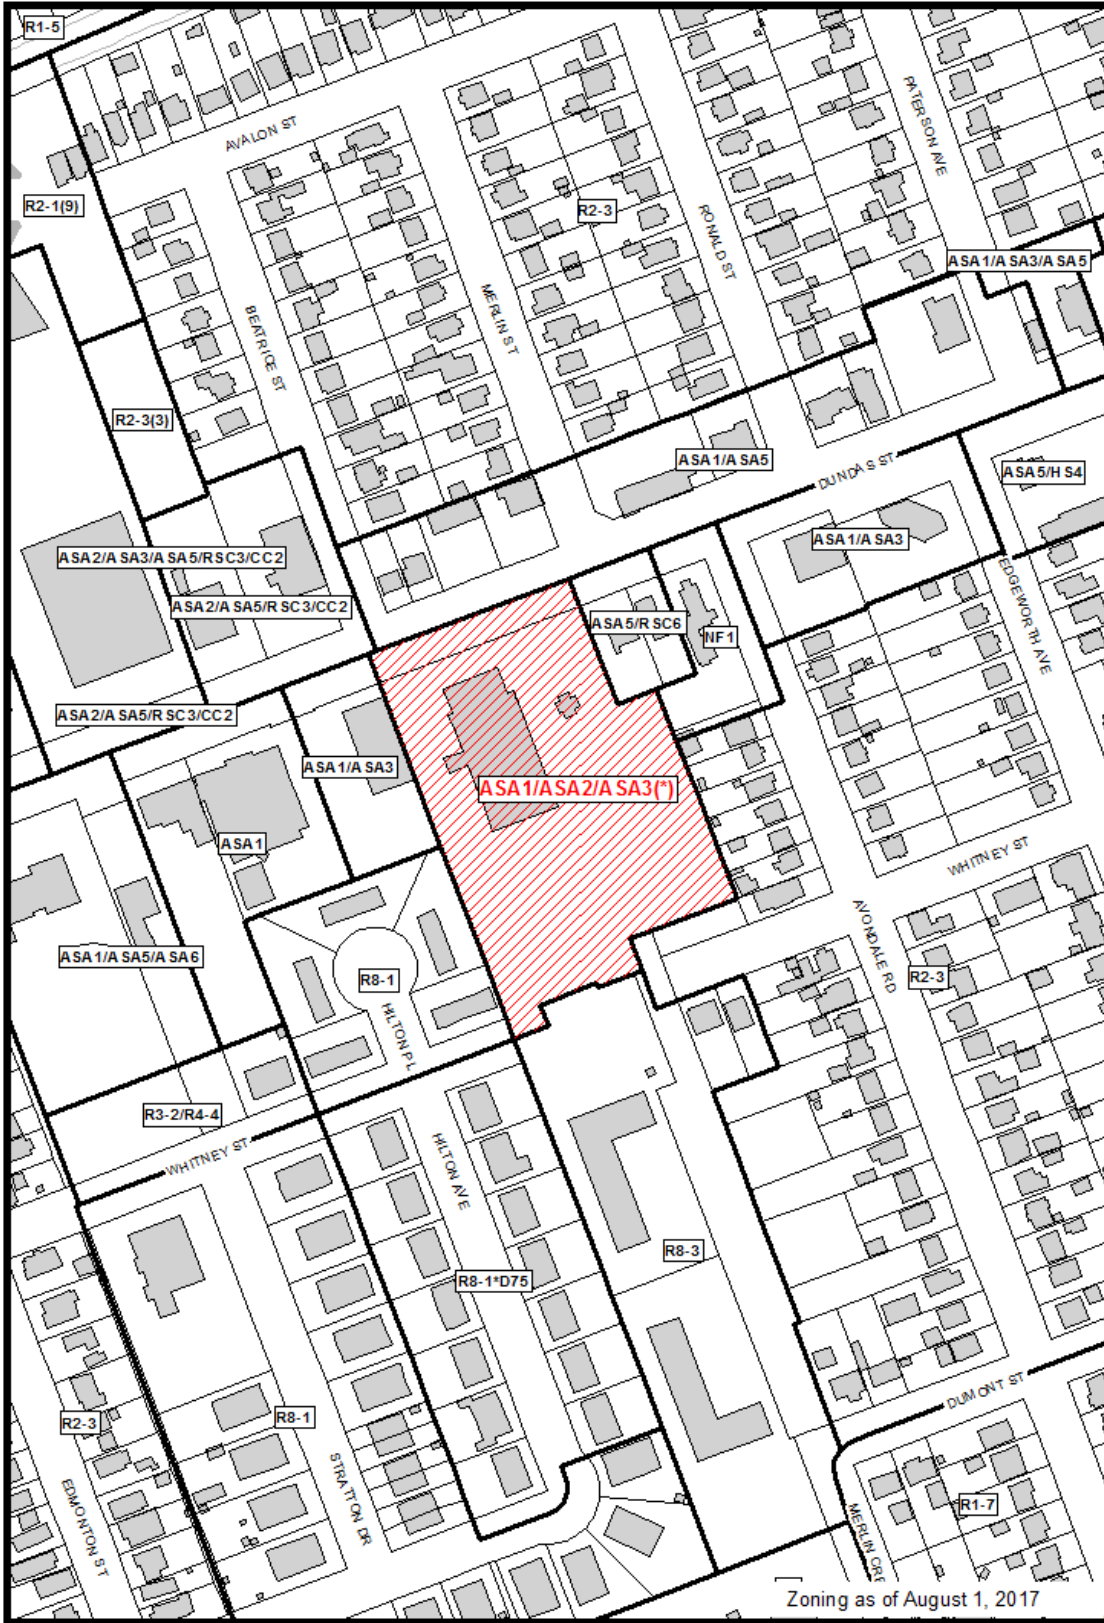 R1-5
PATERSON AVE
AVALON ST
R2-1(9)
R2-3
RONALD ST
ASA1/ASA3/ASA5
MERLIN ST
BEATRICE ST
R2-3(3)
ASA1/ASA5
DUNDAS ST
ASA5/HS4
ASA1/ASA3
ASA2/ASA3/ASA5/RSC3/CC2
ASA2/ASA5/RSC3/CC2
EDGEWORTH AVE
ASA5/RSC6
NF1
ASA2/ASA5/RSC3/CC2
ASA1/ASA3
ASA1/ASA2/ASA3(*)
ASA1
WHITNEY ST
AVONDALE RD
ASA1/ASA5/ASA6
R8-1
R2-3
HILTON PL
R3-2/R4-4
WHITNEY ST
HILTON AVE
R8-3
R8-1*D75
DUMONT ST
R2-3
R8-1
STRATTON DR
EDMONTON ST
R1-7
MERLIN CRE
Zoning as of August 1, 2017